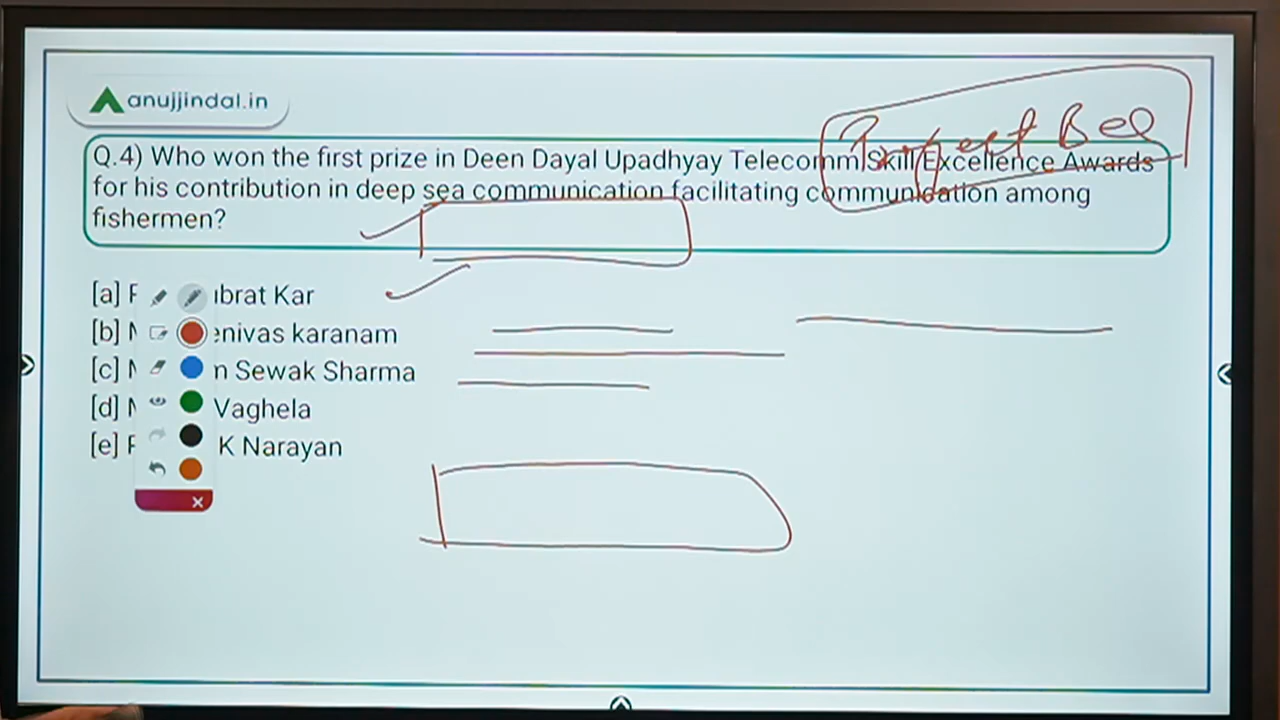 anujjindal.in
Q.4) Who won the first prize in Deen Dayal Upadhyay Telecomm Skill Excellence Awards
for his contribution in deep sea communication facilitating communication among
fishermen?
[a] brat Kar
[b] enivas karanam
[c] n Sewak Sharma
[d] Vaghela
[e] K Narayan